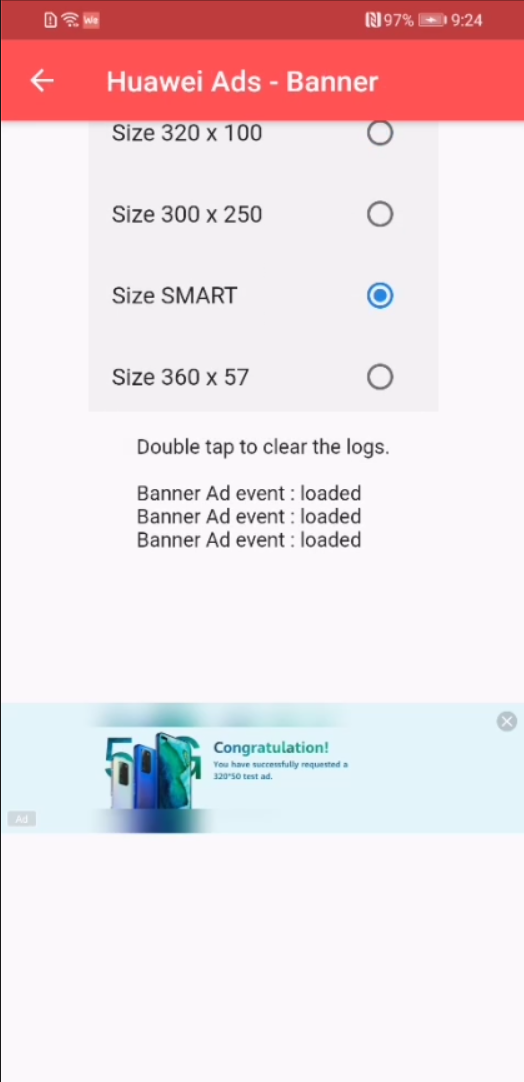 We 97% 9:24
Huawei Ads - Banner
Size 320 x 100
Size 300 x 250
Size SMART
Size 360 x 57
Double tap to clear the logs.
Banner Ad event : loaded
Banner Ad event : loaded
Banner Ad event : loaded
5G
Congratulation!
You have successfully requested a
320*50 test ad.
Ad